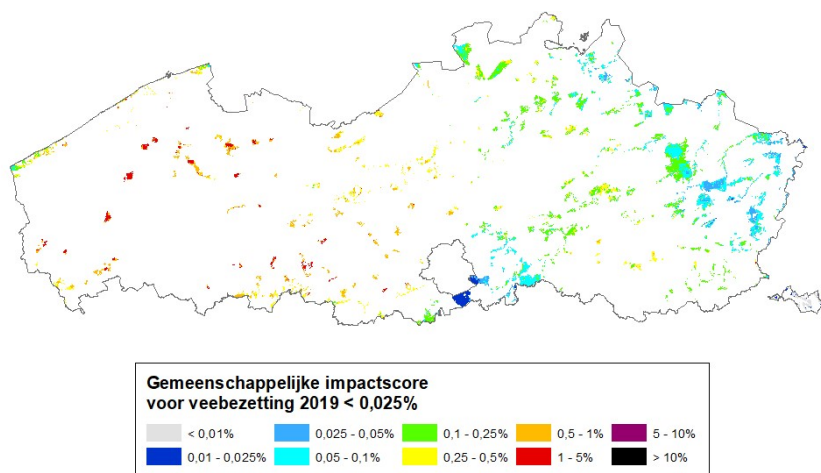 Gemeenschappelijke impactscore
voor veebezetting 2019 < 0,025%
< 0,01% 0,025 - 0,05% 0,1 - 0,25% 0,5 - 1% 5 - 10%
0,01 - 0,025% 0,05 - 0,1% 0,25 - 0,5% 1 - 5% > 10%